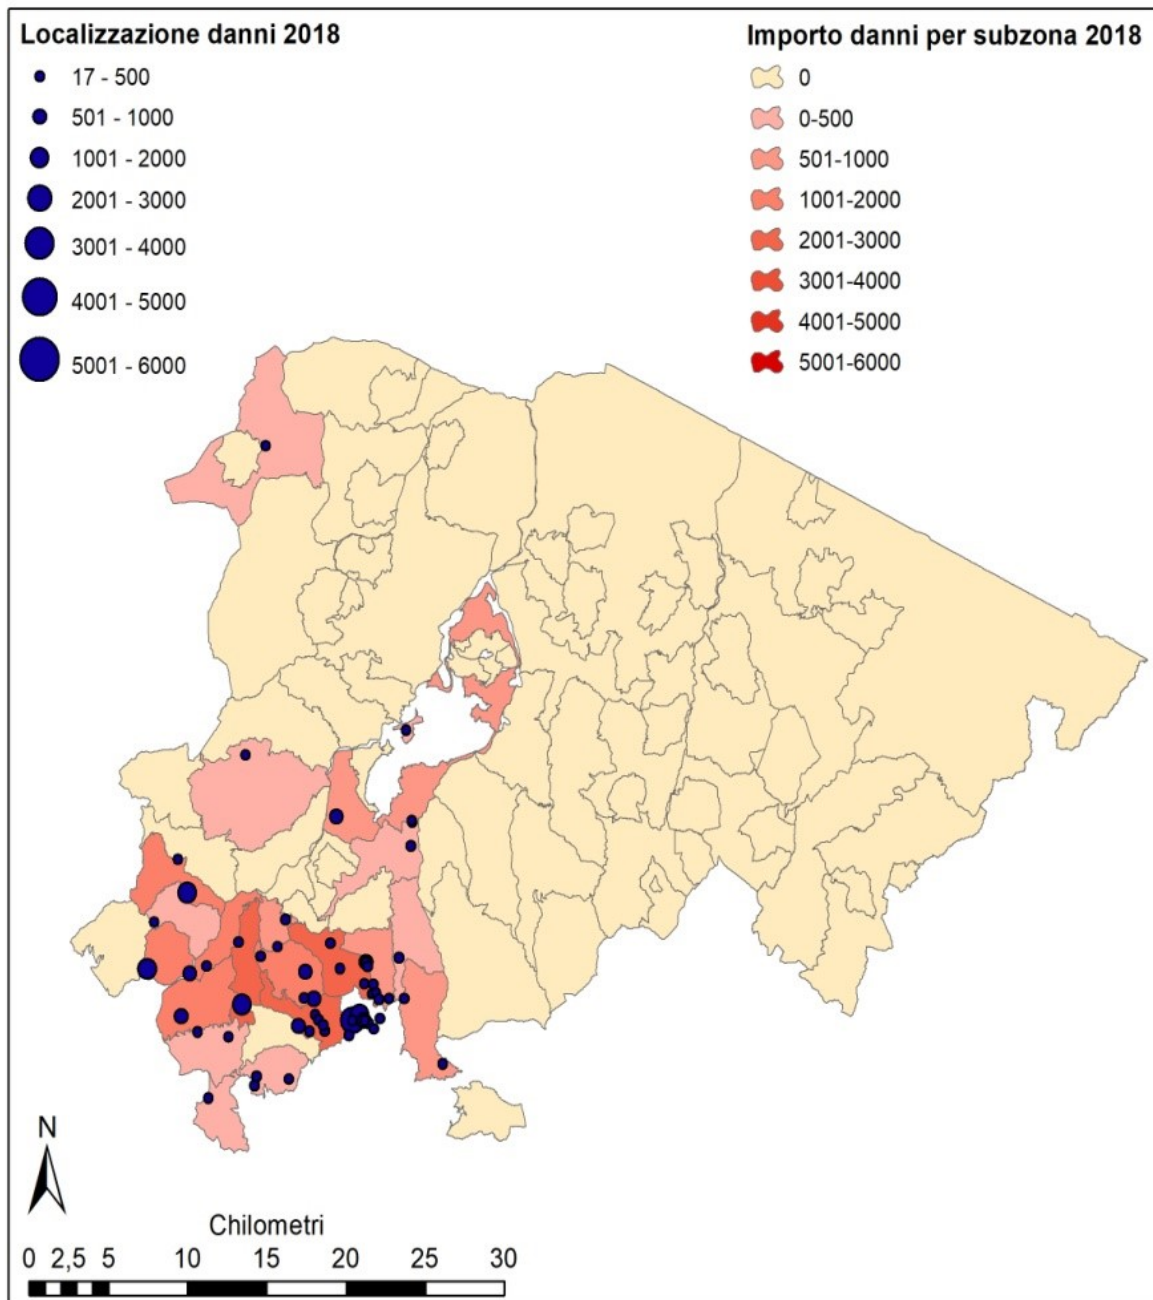 Localizzazione danni 2018
17 - 500
501 - 1000
1001 - 2000
2001 - 3000
3001 - 4000
4001 - 5000
5001 - 6000
Importo danni per subzona 2018
0
0-500
501-1000
1001-2000
2001-3000
3001-4000
4001-5000
5001-6000
N
Chilometri
0 2,5 5 10 15 20 25 30